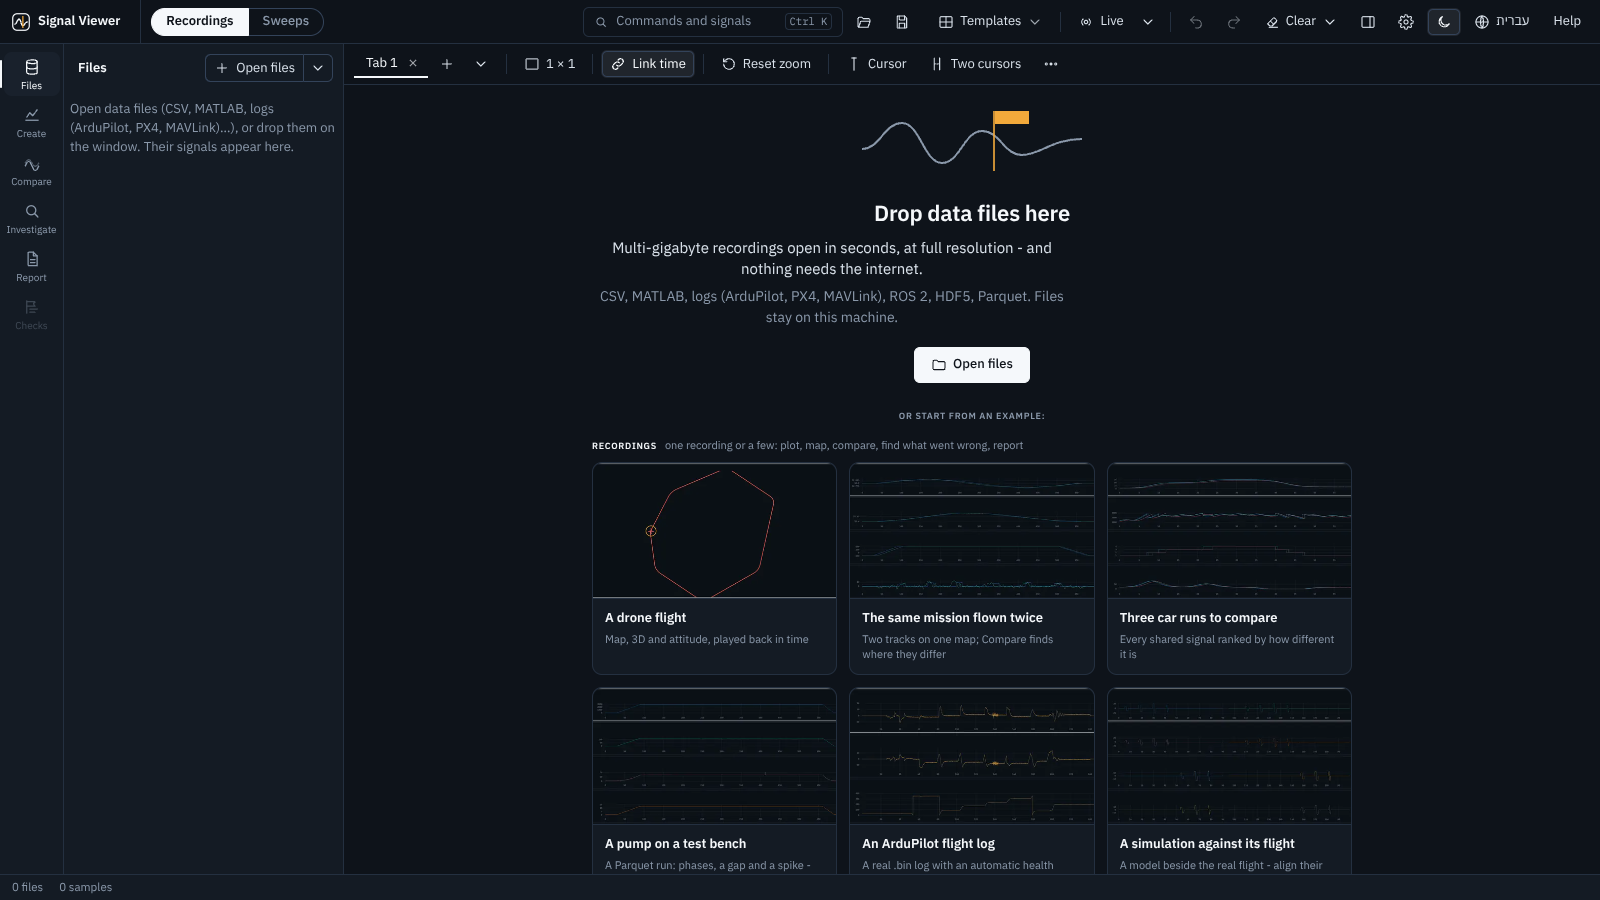 Signal Viewer
Recordings
Sweeps
Commands and signals
Ctrl K
Templates
Live
Clear
עברית
Help
Files
Create
Compare
Investigate
Report
Checks
Files
Open files
Open data files (CSV, MATLAB, logs
(ArduPilot, PX4, MAVLink)...), or drop them on
the window. Their signals appear here.
Tab 1
1 × 1
Link time
Reset zoom
Cursor
Two cursors
Drop data files here
Multi-gigabyte recordings open in seconds, at full resolution - and
nothing needs the internet.
CSV, MATLAB, logs (ArduPilot, PX4, MAVLink), ROS 2, HDF5, Parquet. Files
stay on this machine.
Open files
OR START FROM AN EXAMPLE:
RECORDINGS one recording or a few: plot, map, compare, find what went wrong, report
A drone flight
Map, 3D and attitude, played back in time
The same mission flown twice
Two tracks on one map; Compare finds
where they differ
Three car runs to compare
Every shared signal ranked by how different
it is
A pump on a test bench
A Parquet run: phases, a gap and a spike -
An ArduPilot flight log
A real .bin log with an automatic health
A simulation against its flight
A model beside the real flight - align their
0 files
0 samples